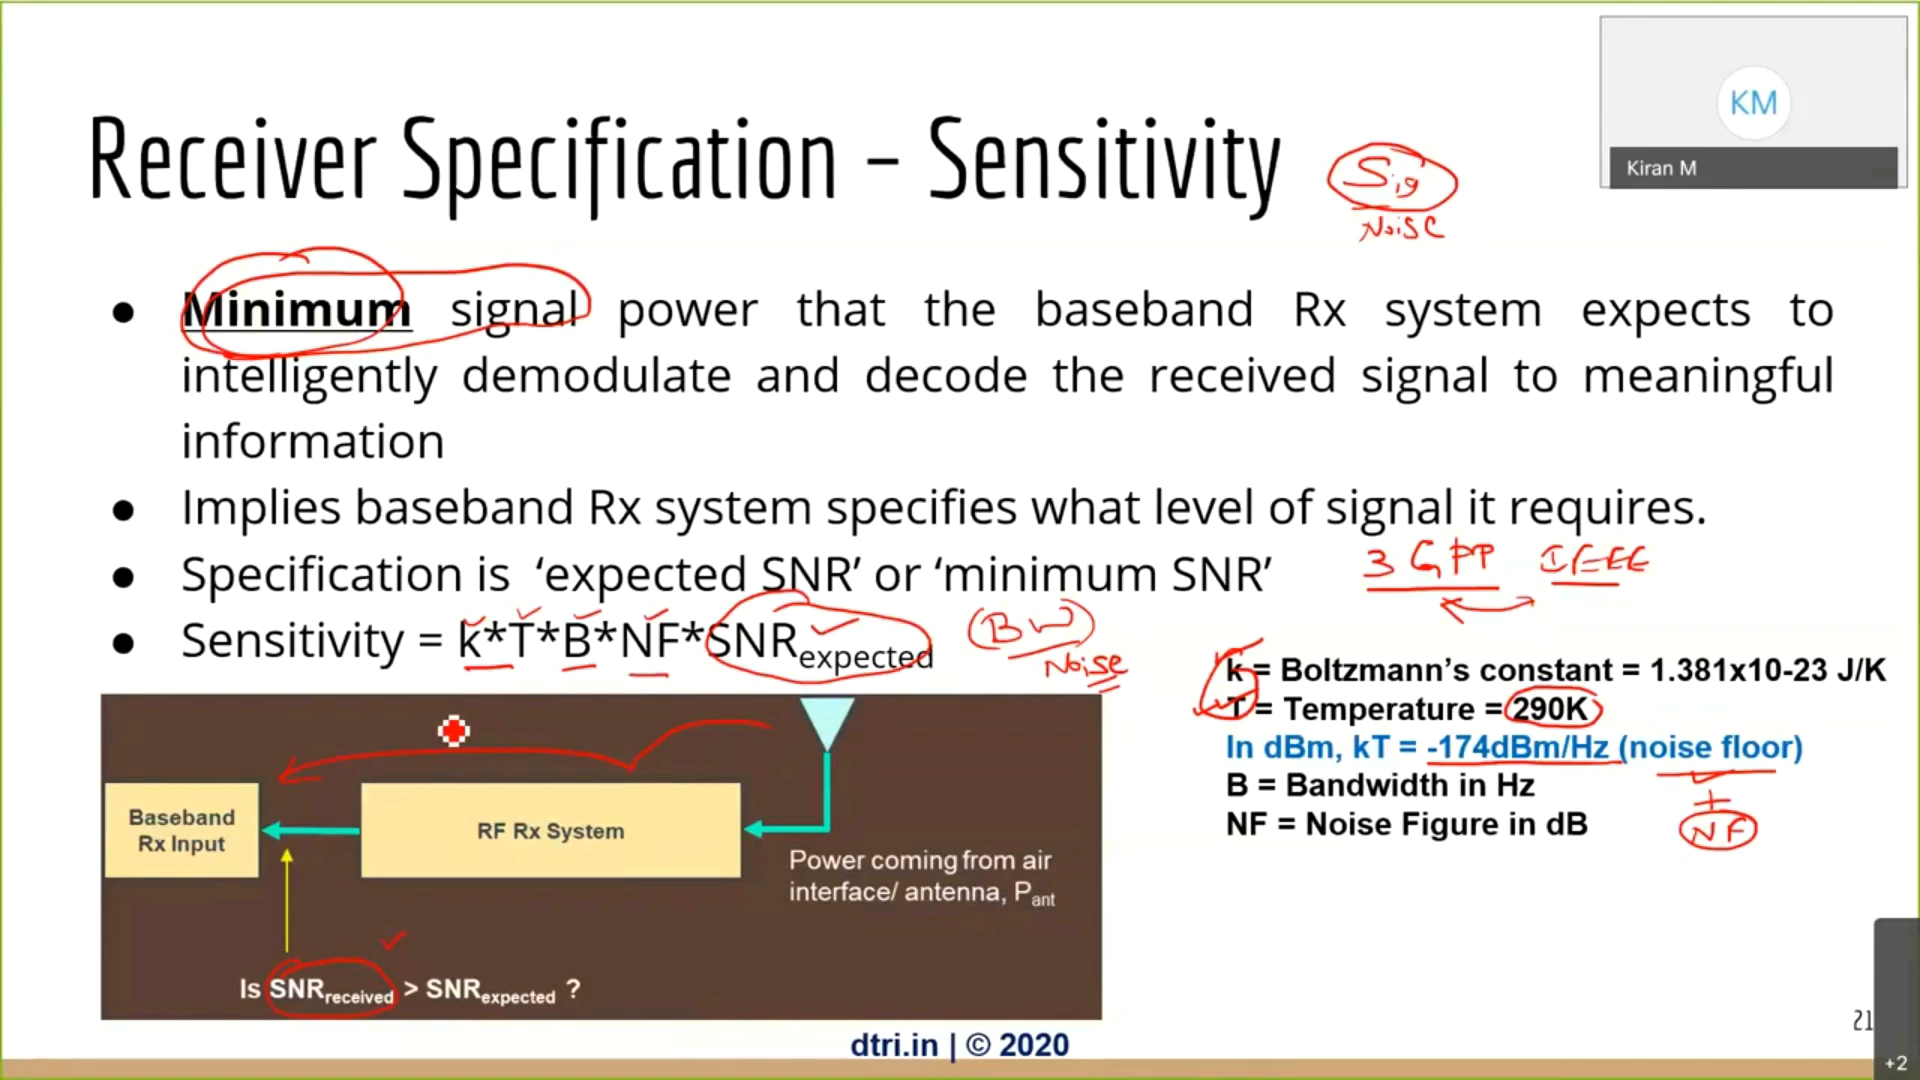 KM
Kiran M
Receiver Specification – Sensitivity
Sig
Noise
● Minimum signal power that the baseband Rx system expects to
intelligently demodulate and decode the received signal to meaningful
information
● Implies baseband Rx system specifies what level of signal it requires.
● Specification is ‘expected SNR’ or ‘minimum SNR’
3GPP IEEE
● Sensitivity = k*T*B*NF*SNRexpected
(BW)
Noise
k = Boltzmann’s constant = 1.381x10-23 J/K
T = Temperature = 290K
In dBm, kT = -174dBm/Hz (noise floor)
B = Bandwidth in Hz
NF = Noise Figure in dB
+
NF
Baseband
Rx Input
RF Rx System
Power coming from air
interface/ antenna, Pant
Is SNRreceived > SNRexpected ?
21
dtri.in | © 2020
+2